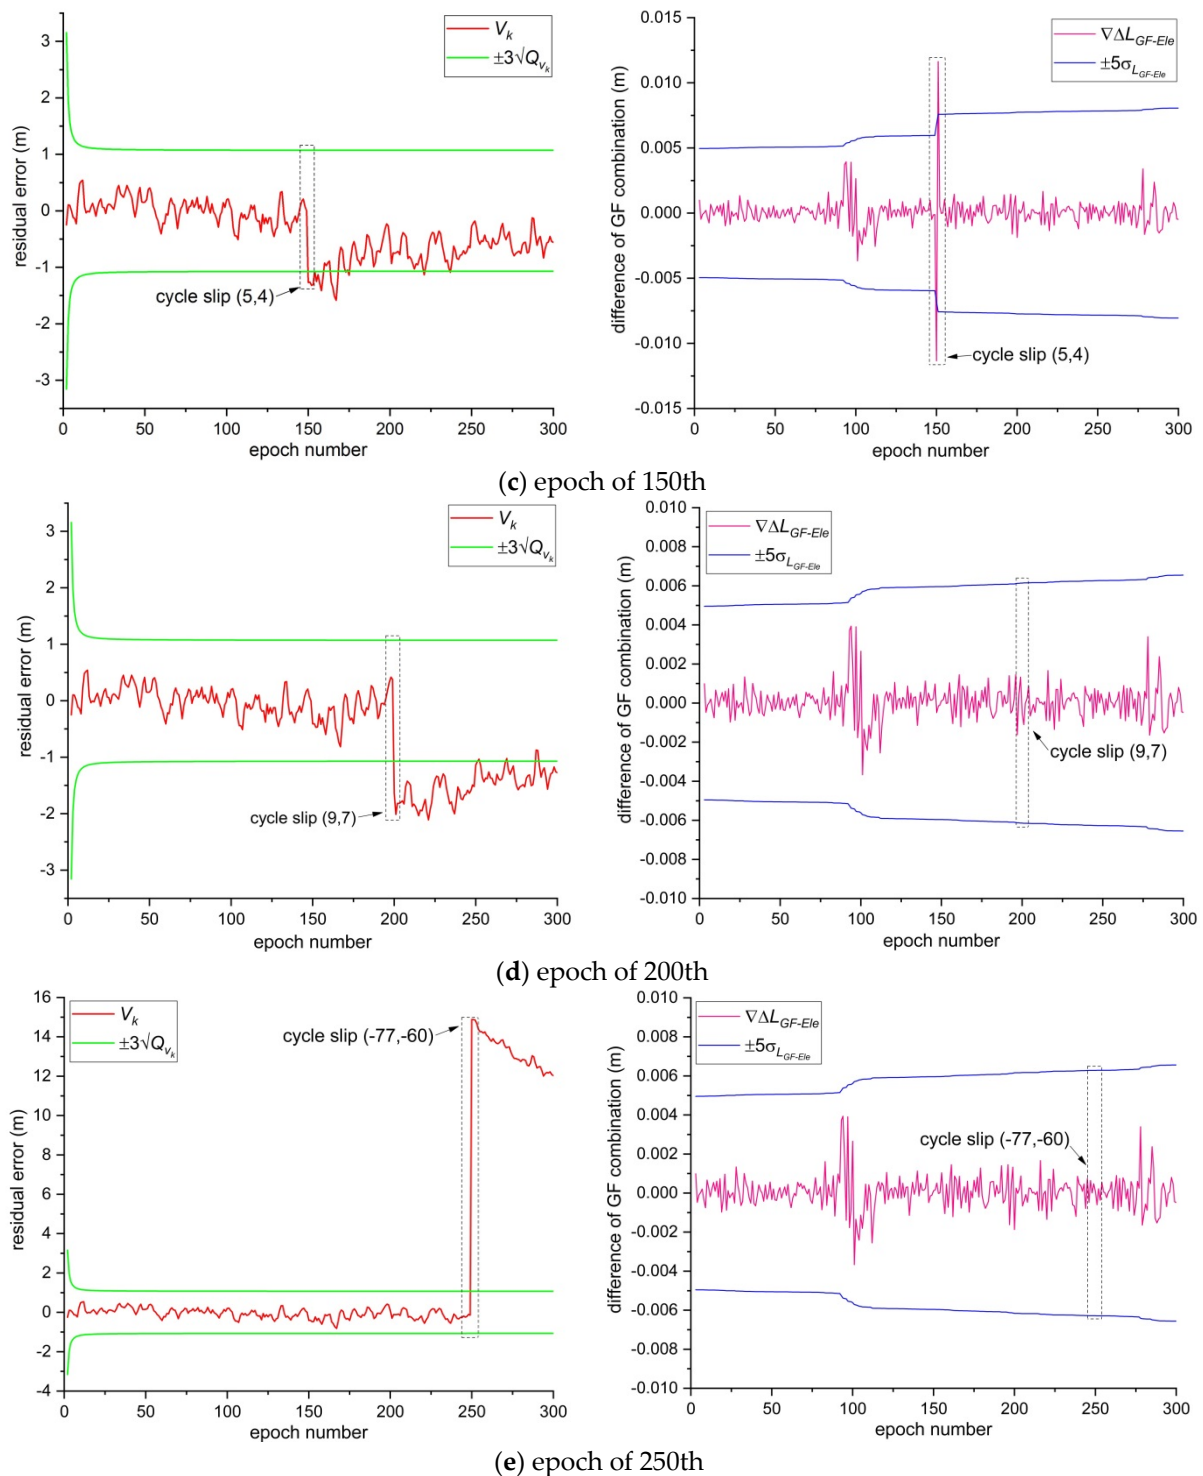 3
2
1
0
-1
-2
-3
residual error (m)
V_k
±3√Q_{v_k}
cycle slip (5,4)
0 50 100 150 200 250 300
epoch number
0.015
0.010
0.005
0.000
-0.005
-0.010
-0.015
difference of GF combination (m)
∇ΔL_{GF-Ele}
±5σ_{L_{GF-Ele}}
cycle slip (5,4)
0 50 100 150 200 250 300
epoch number
(c) epoch of 150th
3
2
1
0
-1
-2
-3
residual error (m)
V_k
±3√Q_{v_k}
cycle slip (9,7)
0 50 100 150 200 250 300
epoch number
0.010
0.008
0.006
0.004
0.002
0.000
-0.002
-0.004
-0.006
-0.008
-0.010
difference of GF combination (m)
∇ΔL_{GF-Ele}
±5σ_{L_{GF-Ele}}
cycle slip (9,7)
0 50 100 150 200 250 300
epoch number
(d) epoch of 200th
16
14
12
10
8
6
4
2
0
-2
-4
residual error (m)
V_k
±3√Q_{v_k}
cycle slip (-77,-60)
0 50 100 150 200 250 300
epoch number
0.010
0.008
0.006
0.004
0.002
0.000
-0.002
-0.004
-0.006
-0.008
-0.010
difference of GF combination (m)
∇ΔL_{GF-Ele}
±5σ_{L_{GF-Ele}}
cycle slip (-77,-60)
0 50 100 150 200 250 300
epoch number
(e) epoch of 250th